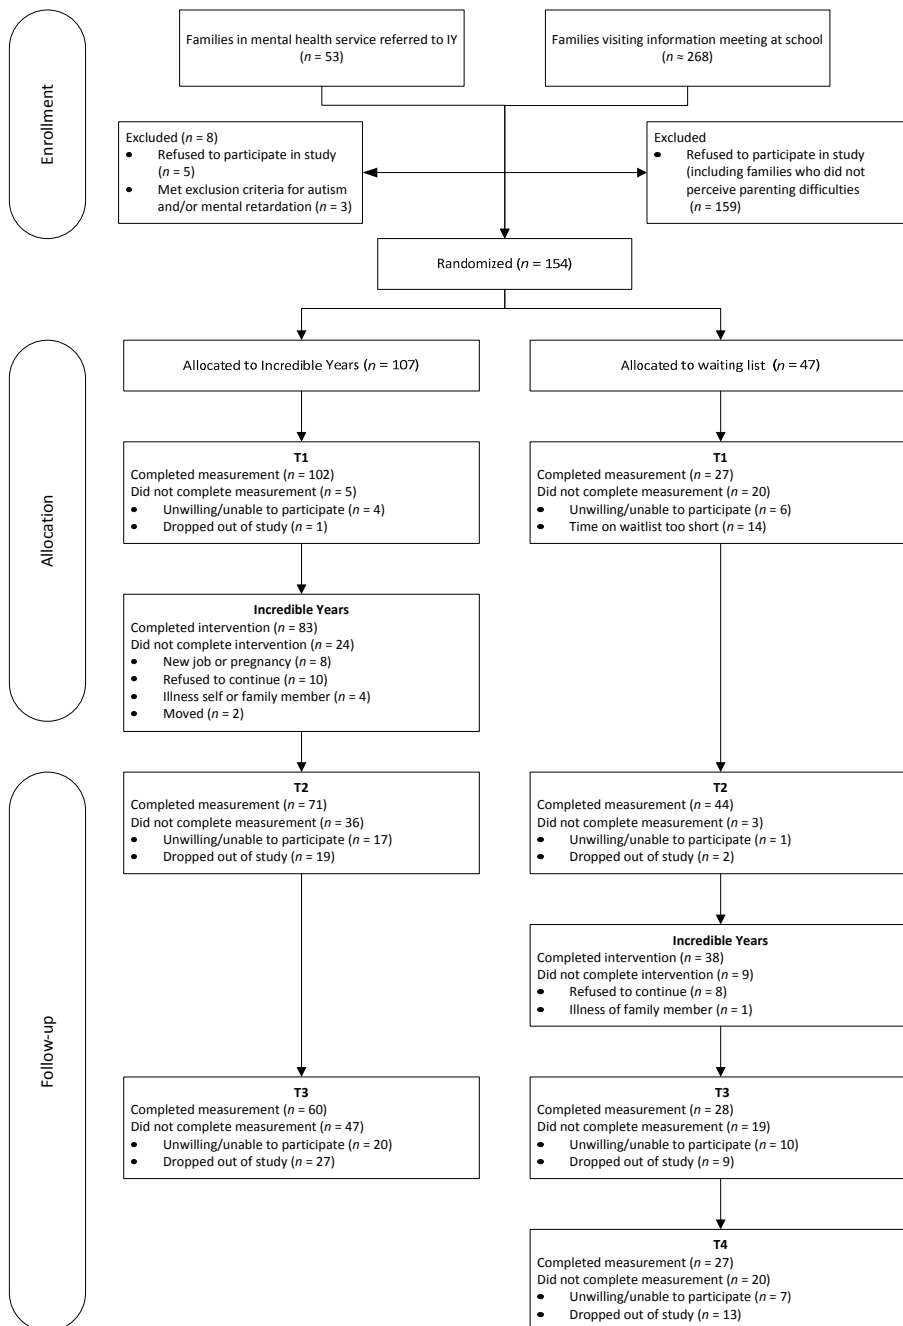 Enrollment
Families in mental health service referred to IY
(n = 53)
Families visiting information meeting at school
(n ≈ 268)
Excluded (n = 8)
• Refused to participate in study
(n = 5)
• Met exclusion criteria for autism
and/or mental retardation (n = 3)
Excluded
• Refused to participate in study
(including families who did not
perceive parenting difficulties
(n = 159)
Randomized (n = 154)
Allocation
Allocated to Incredible Years (n = 107)
Allocated to waiting list (n = 47)
T1
Completed measurement (n = 102)
Did not complete measurement (n = 5)
• Unwilling/unable to participate (n = 4)
• Dropped out of study (n = 1)
T1
Completed measurement (n = 27)
Did not complete measurement (n = 20)
• Unwilling/unable to participate (n = 6)
• Time on waitlist too short (n = 14)
Incredible Years
Completed intervention (n = 83)
Did not complete intervention (n = 24)
• New job or pregnancy (n = 8)
• Refused to continue (n = 10)
• Illness self or family member (n = 4)
• Moved (n = 2)
Follow-up
T2
Completed measurement (n = 71)
Did not complete measurement (n = 36)
• Unwilling/unable to participate (n = 17)
• Dropped out of study (n = 19)
T2
Completed measurement (n = 44)
Did not complete measurement (n = 3)
• Unwilling/unable to participate (n = 1)
• Dropped out of study (n = 2)
Incredible Years
Completed intervention (n = 38)
Did not complete intervention (n = 9)
• Refused to continue (n = 8)
• Illness of family member (n = 1)
T3
Completed measurement (n = 60)
Did not complete measurement (n = 47)
• Unwilling/unable to participate (n = 20)
• Dropped out of study (n = 27)
T3
Completed measurement (n = 28)
Did not complete measurement (n = 19)
• Unwilling/unable to participate (n = 10)
• Dropped out of study (n = 9)
T4
Completed measurement (n = 27)
Did not complete measurement (n = 20)
• Unwilling/unable to participate (n = 7)
• Dropped out of study (n = 13)